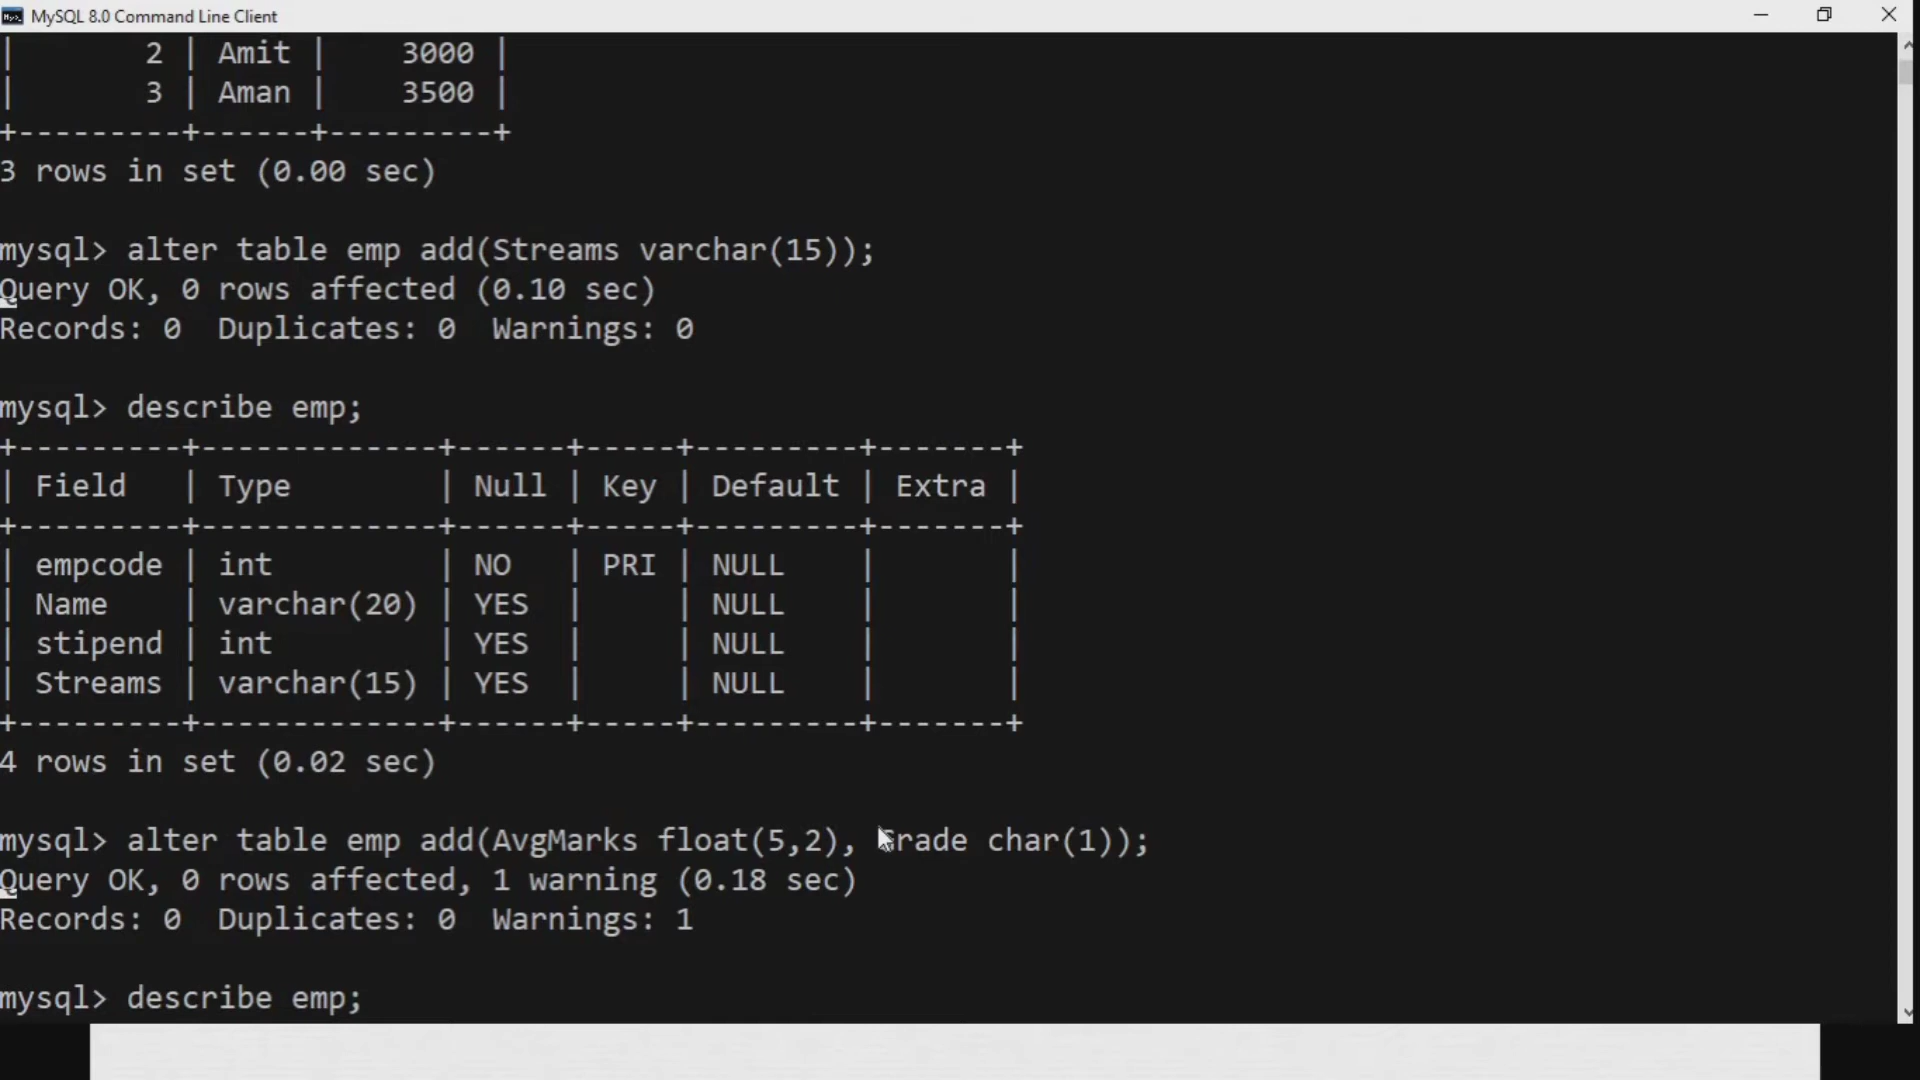 MySQL 8.0 Command Line Client
|       2 | Amit |    3000 |
|       3 | Aman |    3500 |
+---------+------+---------+
3 rows in set (0.00 sec)
mysql> alter table emp add(Streams varchar(15));
Query OK, 0 rows affected (0.10 sec)
Records: 0  Duplicates: 0  Warnings: 0
mysql> describe emp;
+---------+-------------+------+-----+---------+-------+
| Field   | Type        | Null | Key | Default | Extra |
+---------+-------------+------+-----+---------+-------+
| empcode | int         | NO   | PRI | NULL    |       |
| Name    | varchar(20) | YES  |     | NULL    |       |
| stipend | int         | YES  |     | NULL    |       |
| Streams | varchar(15) | YES  |     | NULL    |       |
+---------+-------------+------+-----+---------+-------+
4 rows in set (0.02 sec)
mysql> alter table emp add(AvgMarks float(5,2), Grade char(1));
Query OK, 0 rows affected, 1 warning (0.18 sec)
Records: 0  Duplicates: 0  Warnings: 1
mysql> describe emp;